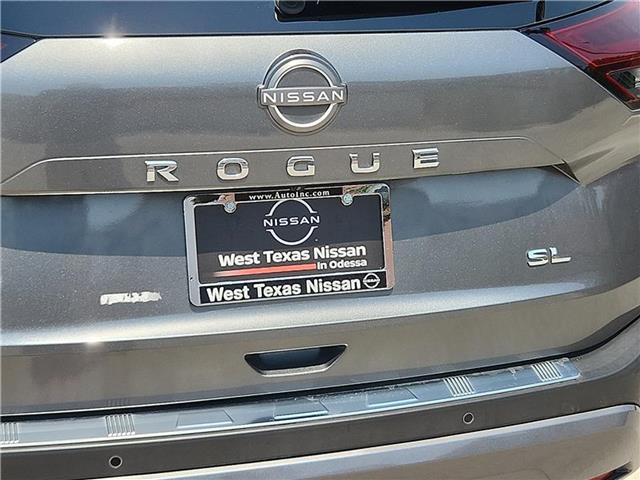 NISSAN
ROGUE
www.AutoInc.com
NISSAN
West Texas Nissan
In Odessa
SL
West Texas Nissan